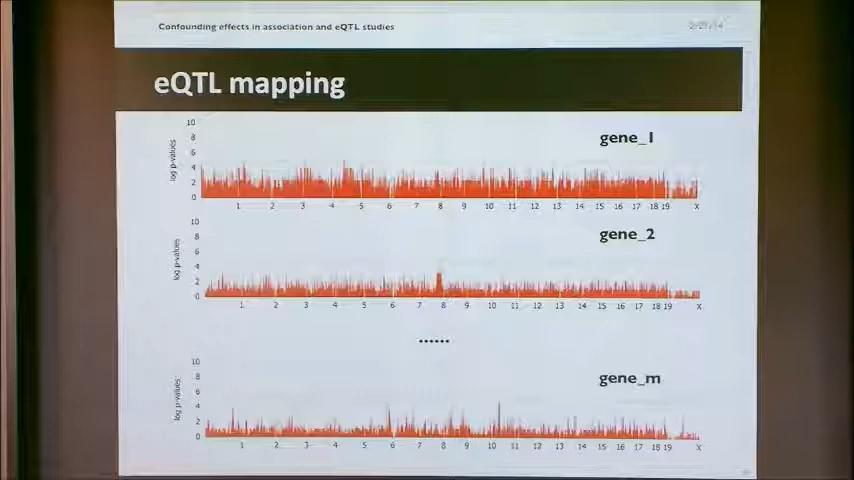 Confounding effects in association and eQTL studies
eQTL mapping
gene_1
log p-values
10
8
6
4
2
0
1 2 3 4 5 6 7 8 9 10 11 12 13 14 15 16 17 18 19 X
gene_2
log p-values
10
8
6
4
2
0
1 2 3 4 5 6 7 8 9 10 11 12 13 14 15 16 17 18 19 X
......
gene_m
log p-values
10
8
6
4
2
0
1 2 3 4 5 6 7 8 9 10 11 12 13 14 15 16 17 18 19 X